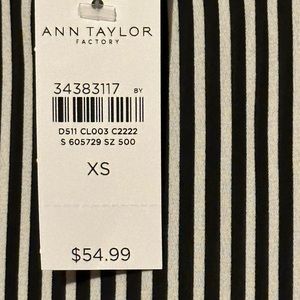 ANN TAYLOR
FACTORY
34383117 BY
D511 CL003 C2222
S 605729 SZ 500
XS
$54.99